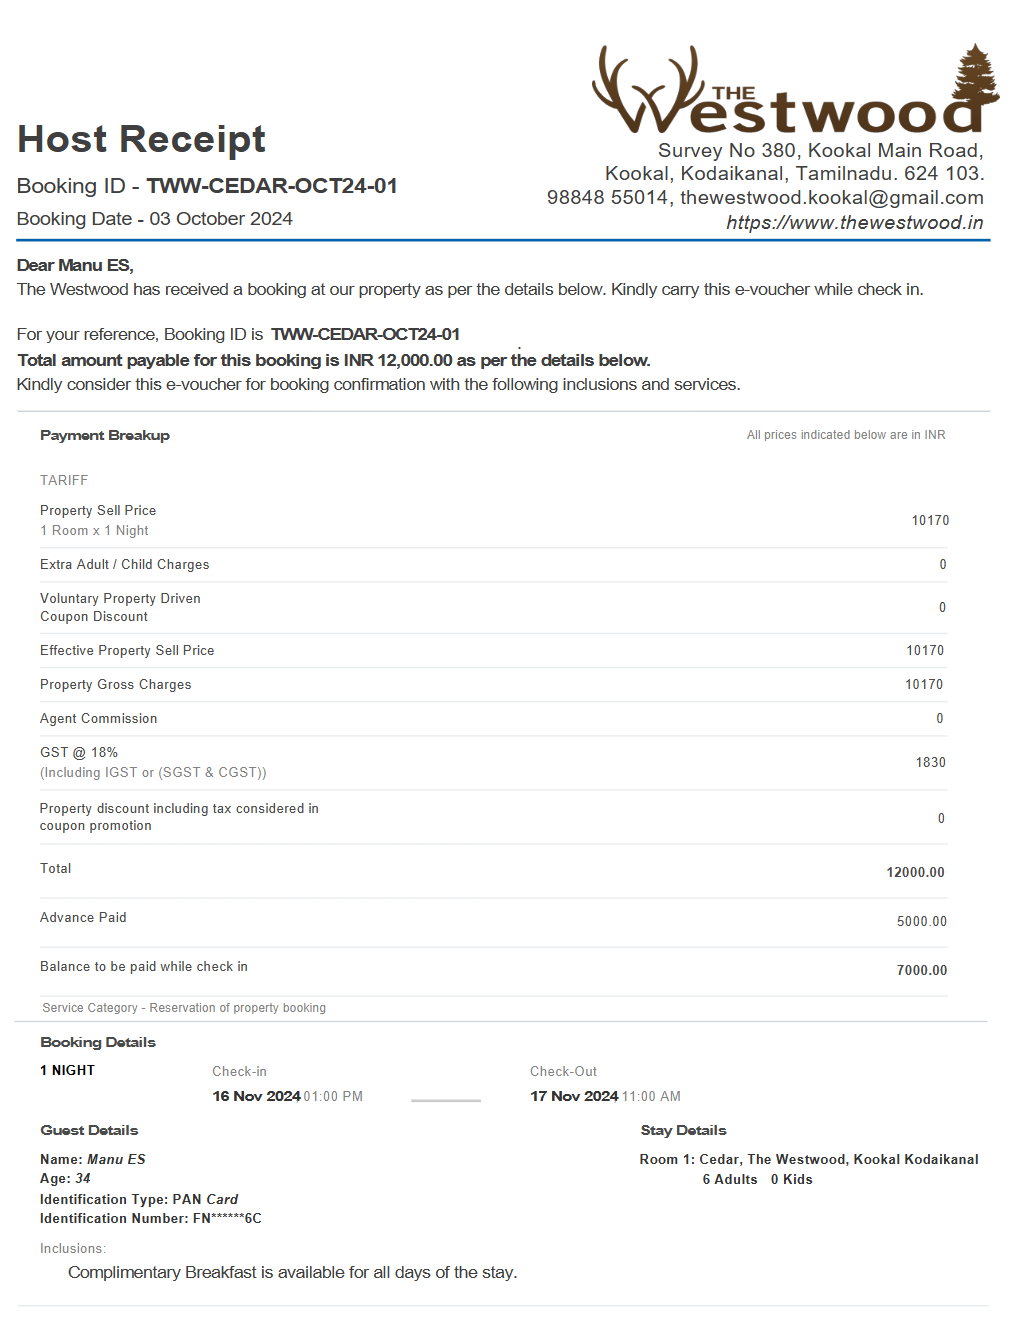 THE
Westwood
Host Receipt
Survey No 380, Kookal Main Road,
Kookal, Kodaikanal, Tamilnadu. 624 103.
Booking ID - TWW-CEDAR-OCT24-01
98848 55014, thewestwood.kookal@gmail.com
Booking Date - 03 October 2024
https://www.thewestwood.in
Dear Manu ES,
The Westwood has received a booking at our property as per the details below. Kindly carry this e-voucher while check in.
For your reference, Booking ID is TWW-CEDAR-OCT24-01
.
Total amount payable for this booking is INR 12,000.00 as per the details below.
Kindly consider this e-voucher for booking confirmation with the following inclusions and services.
Payment Breakup All prices indicated below are in INR
TARIFF
Property Sell Price
1 Room x 1 Night 10170
Extra Adult / Child Charges 0
Voluntary Property Driven
Coupon Discount 0
Effective Property Sell Price 10170
Property Gross Charges 10170
Agent Commission 0
GST @ 18%
(Including IGST or (SGST & CGST)) 1830
Property discount including tax considered in
coupon promotion 0
Total 12000.00
Advance Paid 5000.00
Balance to be paid while check in 7000.00
Service Category - Reservation of property booking
Booking Details
1 NIGHT Check-in Check-Out
16 Nov 2024 01:00 PM 17 Nov 2024 11:00 AM
Guest Details Stay Details
Name: Manu ES Room 1: Cedar, The Westwood, Kookal Kodaikanal
Age: 34 6 Adults 0 Kids
Identification Type: PAN Card
Identification Number: FN******6C
Inclusions:
Complimentary Breakfast is available for all days of the stay.